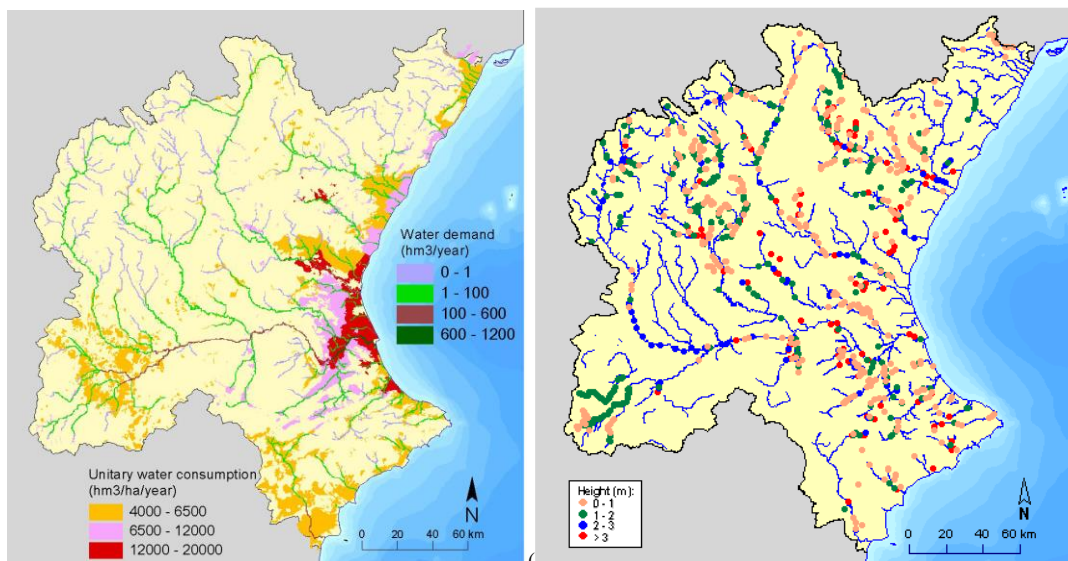 Water demand
(hm3/year)
0 - 1
1 - 100
100 - 600
600 - 1200
Unitary water consumption
(hm3/ha/year)
4000 - 6500
6500 - 12000
12000 - 20000
N
0 20 40 60 km
(
Height (m):
0 - 1
1 - 2
2 - 3
> 3
N
0 20 40 60 km